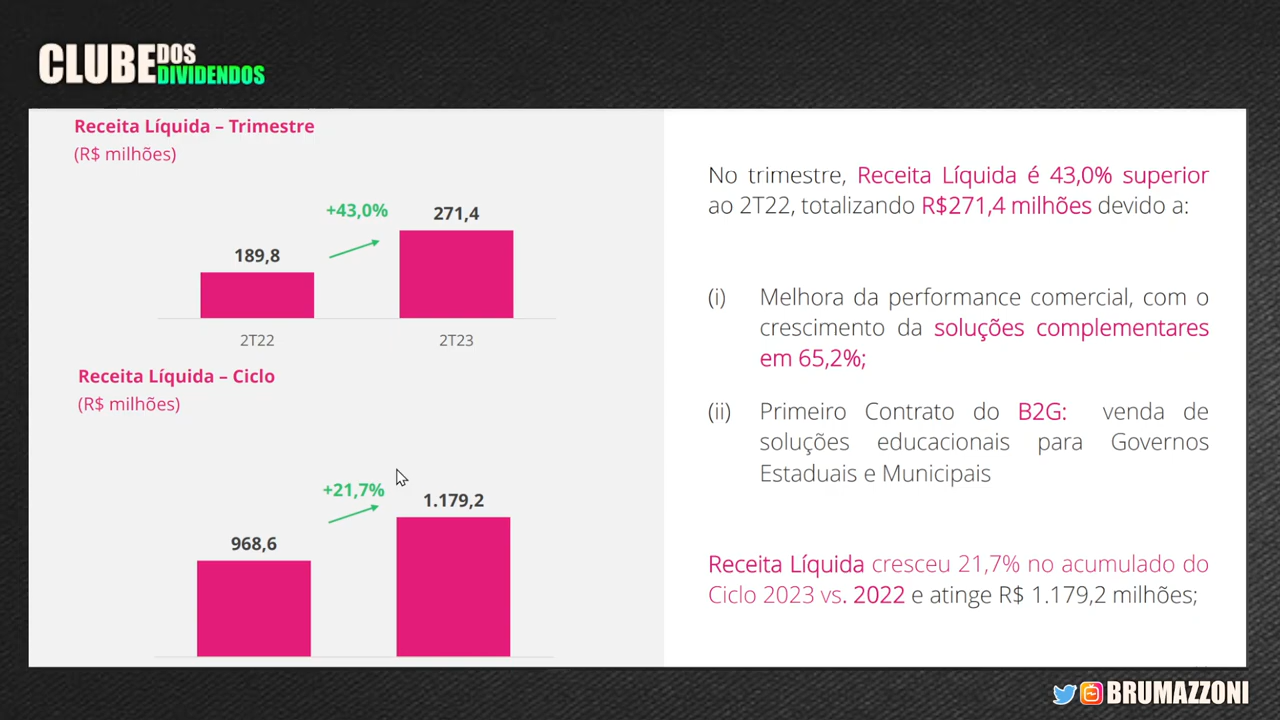 CLUBE DOS DIVIDENDOS
Receita Líquida – Trimestre
(R$ milhões)
+43,0%
271,4
189,8
2T22
2T23
Receita Líquida – Ciclo
(R$ milhões)
+21,7%
1.179,2
968,6
No trimestre, Receita Líquida é 43,0% superior
ao 2T22, totalizando R$271,4 milhões devido a:
(i) Melhora da performance comercial, com o
crescimento da soluções complementares
em 65,2%;
(ii) Primeiro Contrato do B2G: venda de
soluções educacionais para Governos
Estaduais e Municipais
Receita Líquida cresceu 21,7% no acumulado do
Ciclo 2023 vs. 2022 e atinge R$ 1.179,2 milhões;
BRUMAZZONI